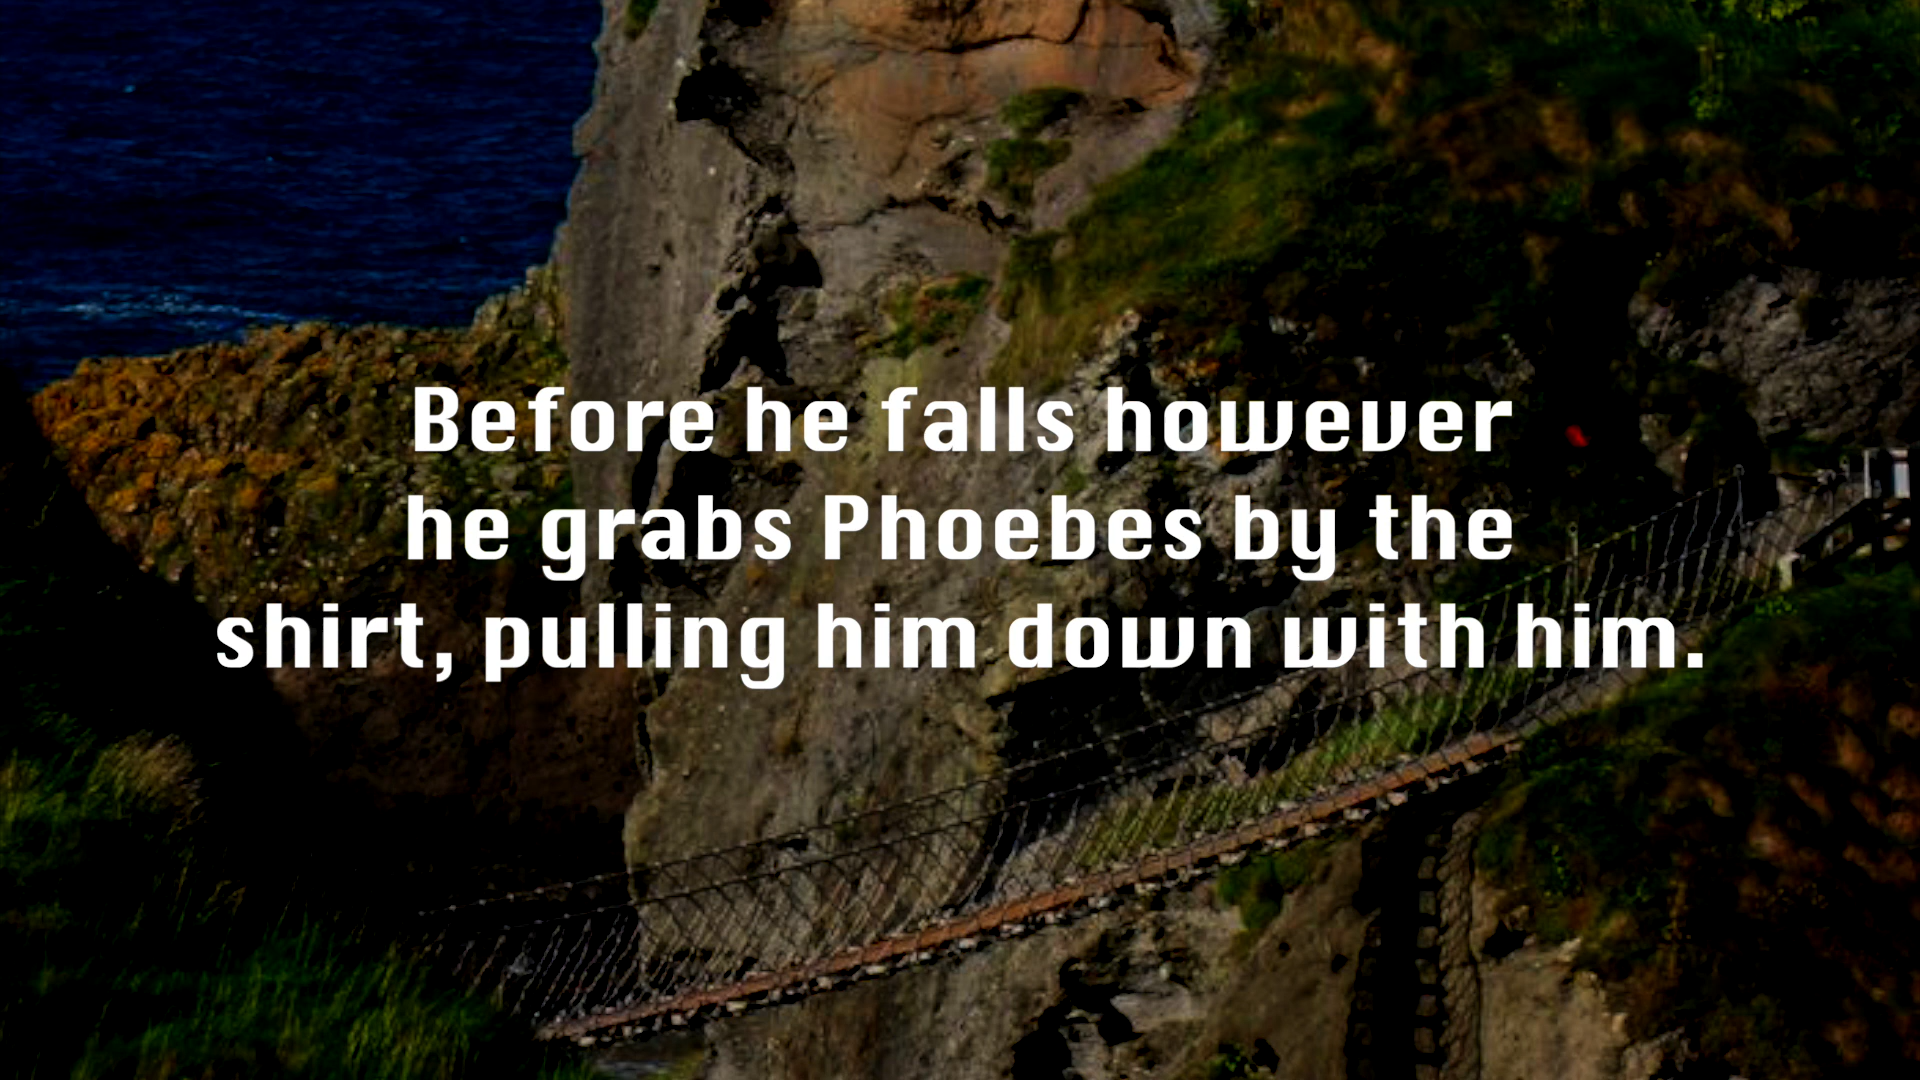 Before he falls however
he grabs Phoebes by the
shirt, pulling him down with him.